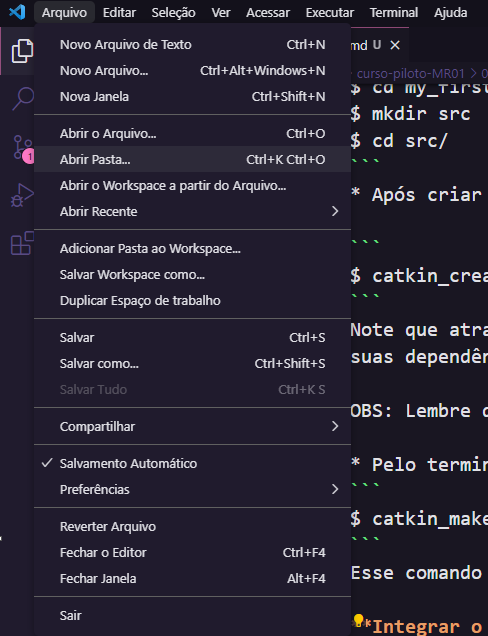 Arquivo Editar Seleção Ver Acessar Executar Terminal Ajuda
Novo Arquivo de Texto Ctrl+N
Novo Arquivo... Ctrl+Alt+Windows+N
Nova Janela Ctrl+Shift+N
Abrir o Arquivo... Ctrl+O
Abrir Pasta... Ctrl+K Ctrl+O
Abrir o Workspace a partir do Arquivo...
Abrir Recente
Adicionar Pasta ao Workspace...
Salvar Workspace como...
Duplicar Espaço de trabalho
Salvar Ctrl+S
Salvar como... Ctrl+Shift+S
Salvar Tudo Ctrl+K S
Compartilhar
Salvamento Automático
Preferências
Reverter Arquivo
Fechar o Editor Ctrl+F4
Fechar Janela Alt+F4
Sair
1
md U
curso-piloto-MR01 > 0
$ cd my_firs
$ mkdir src
$ cd src/
```
* Após criar
```
$ catkin_crea
```
Note que atra
suas dependên
OBS: Lembre d
* Pelo termin
```
$ catkin_make
```
Esse comando
**Integrar o